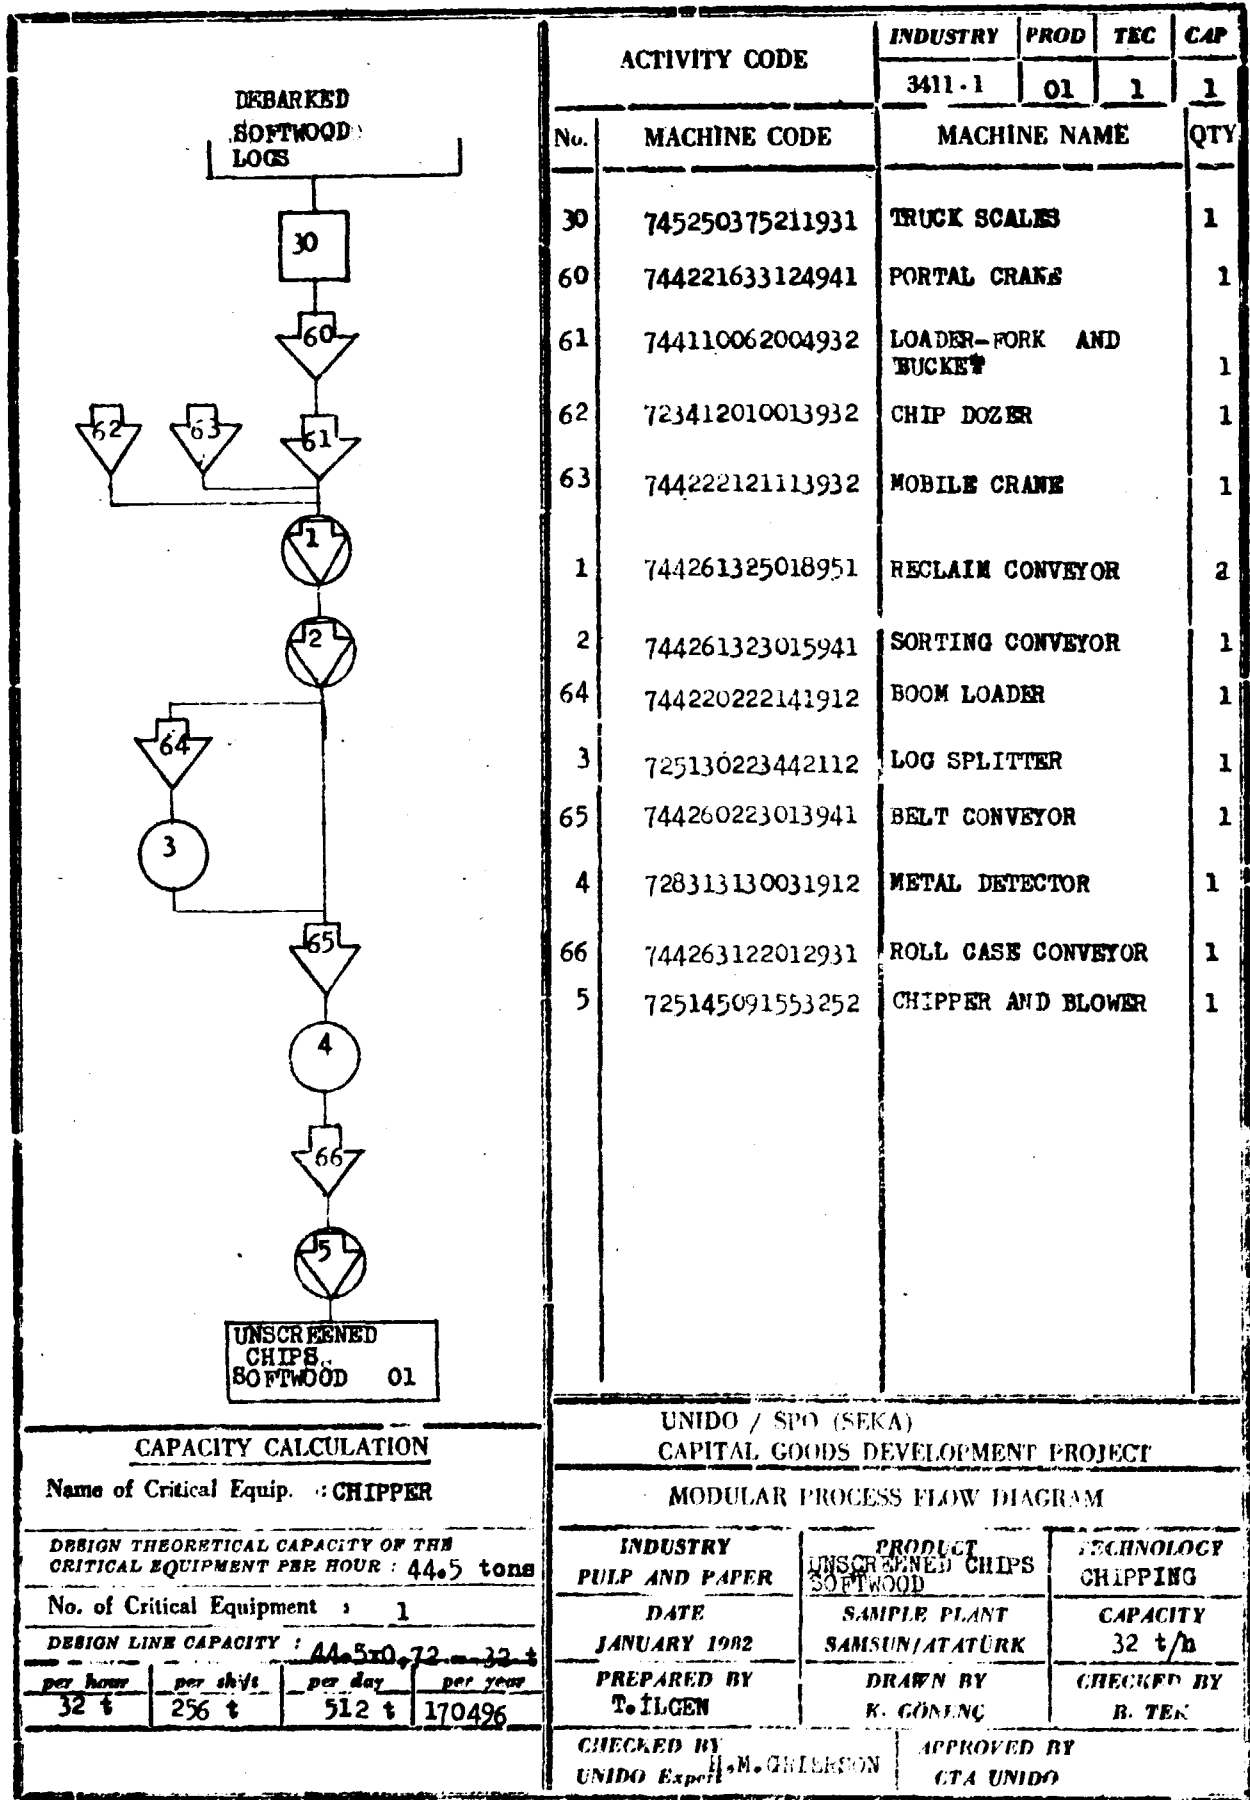 DEBARKED
SOFTWOOD
LOGS
30
60
62 63 61
1
2
64
3
65
4
66
5
UNSCREENED
CHIPS
SOFTWOOD 01
ACTIVITY CODE
INDUSTRY PROD TEC CAP
3411-1 01 1 1
No. MACHINE CODE MACHINE NAME QTY
30 745250375211931 TRUCK SCALES 1
60 744221633124941 PORTAL CRANE 1
61 744110062004932 LOADER-FORK AND
BUCKET 1
62 723412010013932 CHIP DOZER 1
63 744222121113932 MOBILE CRANE 1
1 744261325018951 RECLAIM CONVEYOR 2
2 744261323015941 SORTING CONVEYOR 1
64 744220222141912 BOOM LOADER 1
3 725130223442112 LOG SPLITTER 1
65 744260223013941 BELT CONVEYOR 1
4 728313130031912 METAL DETECTOR 1
66 744263122012931 ROLL CASE CONVEYOR 1
5 725145091553252 CHIPPER AND BLOWER 1
CAPACITY CALCULATION
Name of Critical Equip. : CHIPPER
DESIGN THEORETICAL CAPACITY OF THE
CRITICAL EQUIPMENT PER HOUR : 44.5 tons
No. of Critical Equipment : 1
DESIGN LINE CAPACITY : 44.5x0,72 = 32 t
per hour per shift per day per year
32 t 256 t 512 t 170496
UNIDO / SPO (SEKA)
CAPITAL GOODS DEVELOPMENT PROJECT
MODULAR PROCESS FLOW DIAGRAM
INDUSTRY PRODUCT TECHNOLOGY
PULP AND PAPER UNSCREENED CHIPS SOFTWOOD CHIPPING
DATE SAMPLE PLANT CAPACITY
JANUARY 1982 SAMSUN/ATATÜRK 32 t/h
PREPARED BY DRAWN BY CHECKED BY
T. İLGEN K. GÖNENÇ B. TEK
CHECKED BY APPROVED BY
UNIDO Expert H.M. GRIERSON CTA UNIDO